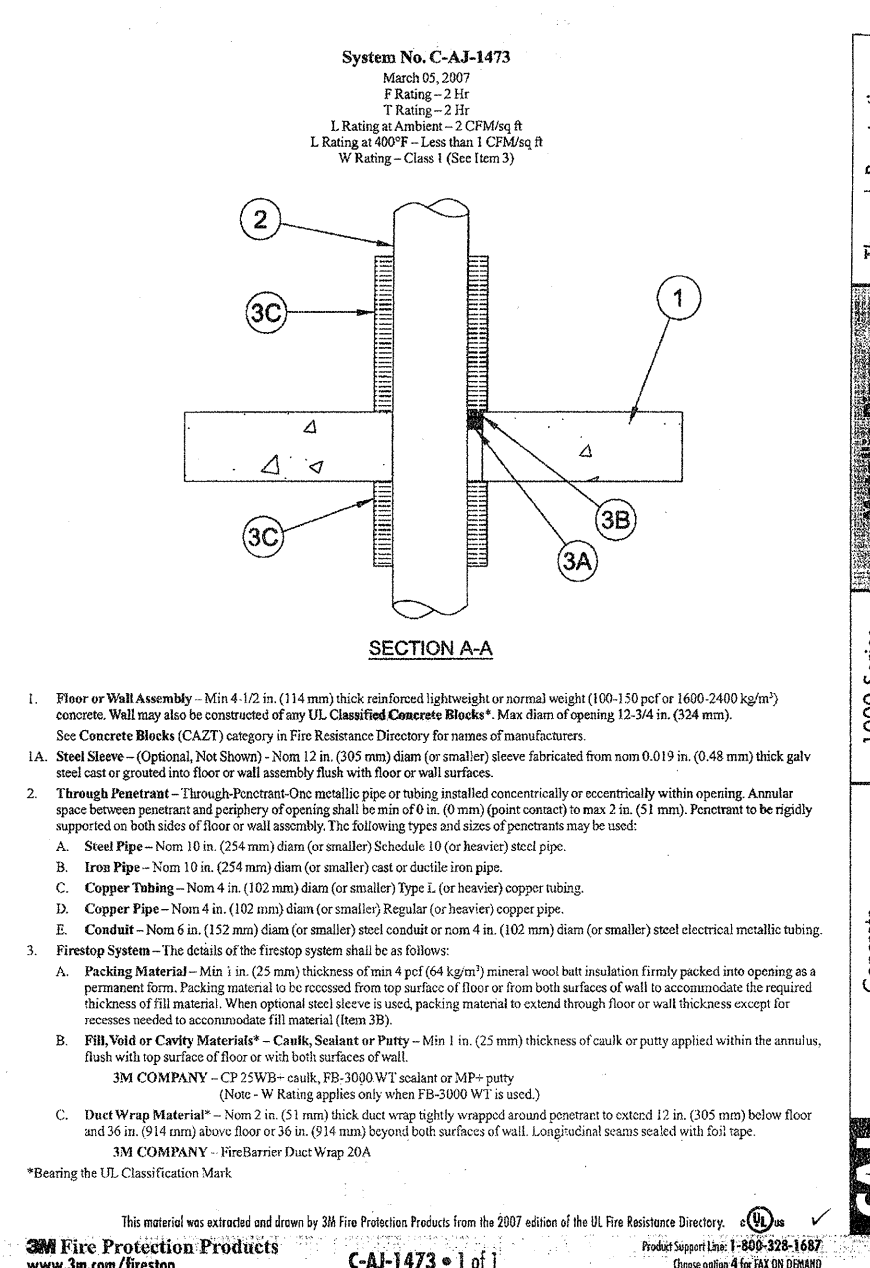 System No. C-AJ-1473
March 05, 2007
F Rating – 2 Hr
T Rating – 2 Hr
L Rating at Ambient – 2 CFM/sq ft
L Rating at 400°F – Less than 1 CFM/sq ft
W Rating – Class 1 (See Item 3)
2
3C
1
3C
3B
3A
SECTION A-A
1. Floor or Wall Assembly – Min 4-1/2 in. (114 mm) thick reinforced lightweight or normal weight (100-150 pcf or 1600-2400 kg/m³)
concrete. Wall may also be constructed of any UL Classified Concrete Blocks*. Max diam of opening 12-3/4 in. (324 mm).
See Concrete Blocks (CAZT) category in Fire Resistance Directory for names of manufacturers.
1A. Steel Sleeve – (Optional, Not Shown) - Nom 12 in. (305 mm) diam (or smaller) sleeve fabricated from nom 0.019 in. (0.48 mm) thick galv
steel cast or grouted into floor or wall assembly flush with floor or wall surfaces.
2. Through Penetrant – Through-Penetrant-One metallic pipe or tubing installed concentrically or eccentrically within opening. Annular
space between penetrant and periphery of opening shall be min of 0 in. (0 mm) (point contact) to max 2 in. (51 mm). Penetrant to be rigidly
supported on both sides of floor or wall assembly. The following types and sizes of penetrants may be used:
A. Steel Pipe – Nom 10 in. (254 mm) diam (or smaller) Schedule 10 (or heavier) steel pipe.
B. Iron Pipe – Nom 10 in. (254 mm) diam (or smaller) cast or ductile iron pipe.
C. Copper Tubing – Nom 4 in. (102 mm) diam (or smaller) Type L (or heavier) copper tubing.
D. Copper Pipe – Nom 4 in. (102 mm) diam (or smaller) Regular (or heavier) copper pipe.
E. Conduit – Nom 6 in. (152 mm) diam (or smaller) steel conduit or nom 4 in. (102 mm) diam (or smaller) steel electrical metallic tubing.
3. Firestop System – The details of the firestop system shall be as follows:
A. Packing Material – Min 1 in. (25 mm) thickness of min 4 pcf (64 kg/m³) mineral wool batt insulation firmly packed into opening as a
permanent form. Packing material to be recessed from top surface of floor or from both surfaces of wall to accommodate the required
thickness of fill material. When optional steel sleeve is used, packing material to extend through floor or wall thickness except for
recesses needed to accommodate fill material (Item 3B).
B. Fill, Void or Cavity Materials* – Caulk, Sealant or Putty – Min 1 in. (25 mm) thickness of caulk or putty applied within the annulus,
flush with top surface of floor or with both surfaces of wall.
3M COMPANY – CP 25WB+ caulk, FB-3000 WT sealant or MP+ putty
(Note - W Rating applies only when FB-3000 WT is used.)
C. Duct Wrap Material* – Nom 2 in. (51 mm) thick duct wrap tightly wrapped around penetrant to extend 12 in. (305 mm) below floor
and 36 in. (914 mm) above floor or 36 in. (914 mm) beyond both surfaces of wall. Longitudinal seams sealed with foil tape.
3M COMPANY – FireBarrier Duct Wrap 20A
*Bearing the UL Classification Mark
This material was extracted and drawn by 3M Fire Protection Products from the 2007 edition of the UL Fire Resistance Directory. c UL us
3M Fire Protection Products
www.3m.com/firestop
C-AJ-1473 • 1 of 1
Product Support Line: 1-800-328-1687
Choose option 4 for FAX ON DEMAND